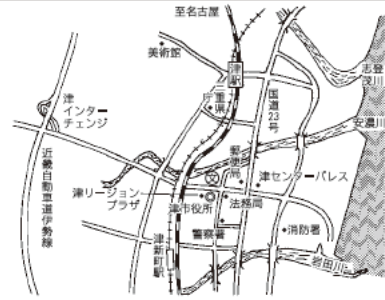 至名古屋
美術館
津駅
三重県庁
国道23号
志登茂川
安濃川
津
インター
チェンジ
近畿自動車道伊勢線
郵便局
文
津センターパレス
津リージョン
プラザ
津市役所
法務局
警察署
消防署
津新町駅
岩田川